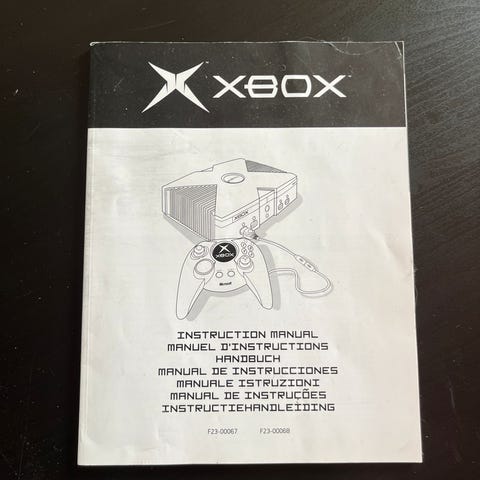 XBOX
XBOX
XBOX
Microsoft
INSTRUCTION MANUAL
MANUEL D'INSTRUCTIONS
HANDBUCH
MANUAL DE INSTRUCCIONES
MANUALE ISTRUZIONI
MANUAL DE INSTRUÇÕES
INSTRUCTIEHANDLEIDING
F23-00067 F23-00068